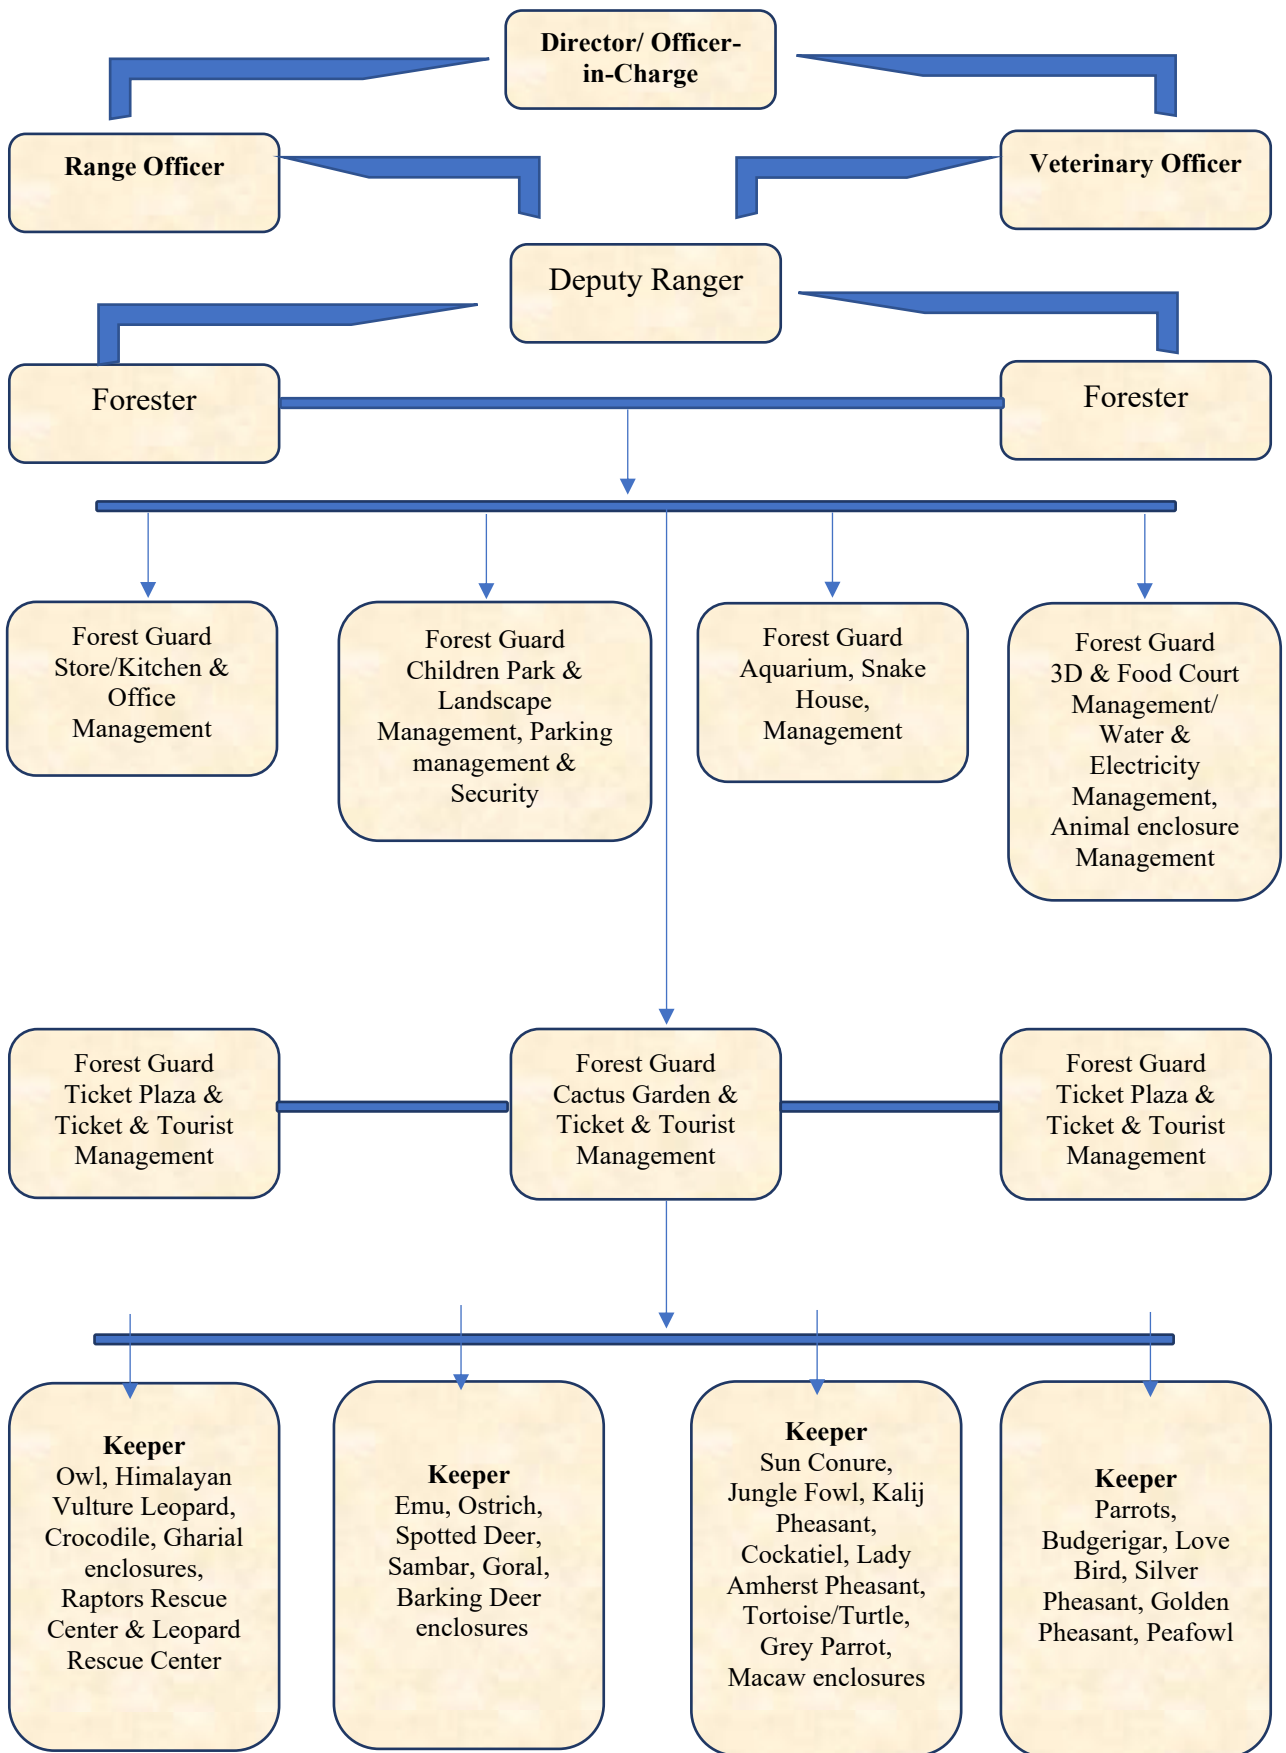 Director/ Officer-
in-Charge
Range Officer
Veterinary Officer
Deputy Ranger
Forester
Forester
Forest Guard
Store/Kitchen &
Office
Management
Forest Guard
Children Park &
Landscape
Management, Parking
management &
Security
Forest Guard
Aquarium, Snake
House,
Management
Forest Guard
3D & Food Court
Management/
Water &
Electricity
Management,
Animal enclosure
Management
Forest Guard
Ticket Plaza &
Ticket & Tourist
Management
Forest Guard
Cactus Garden &
Ticket & Tourist
Management
Forest Guard
Ticket Plaza &
Ticket & Tourist
Management
Keeper
Owl, Himalayan
Vulture Leopard,
Crocodile, Gharial
enclosures,
Raptors Rescue
Center & Leopard
Rescue Center
Keeper
Emu, Ostrich,
Spotted Deer,
Sambar, Goral,
Barking Deer
enclosures
Keeper
Sun Conure,
Jungle Fowl, Kalij
Pheasant,
Cockatiel, Lady
Amherst Pheasant,
Tortoise/Turtle,
Grey Parrot,
Macaw enclosures
Keeper
Parrots,
Budgerigar, Love
Bird, Silver
Pheasant, Golden
Pheasant, Peafowl